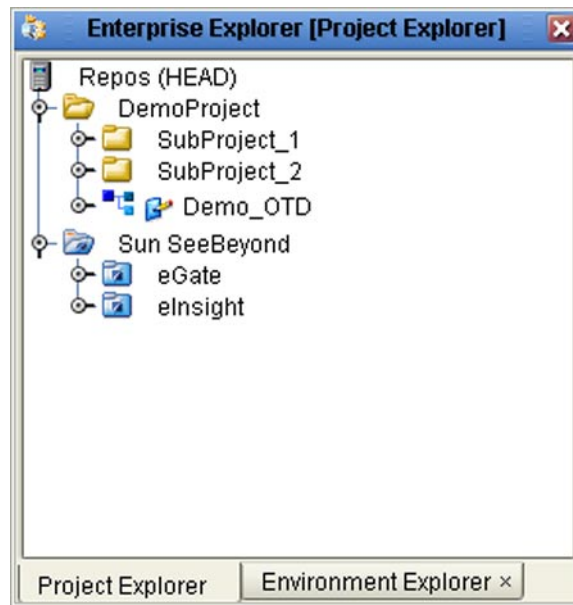 Enterprise Explorer [Project Explorer]
Repos (HEAD)
DemoProject
SubProject_1
SubProject_2
Demo_OTD
Sun SeeBeyond
eGate
eInsight
Project Explorer
Environment Explorer ×